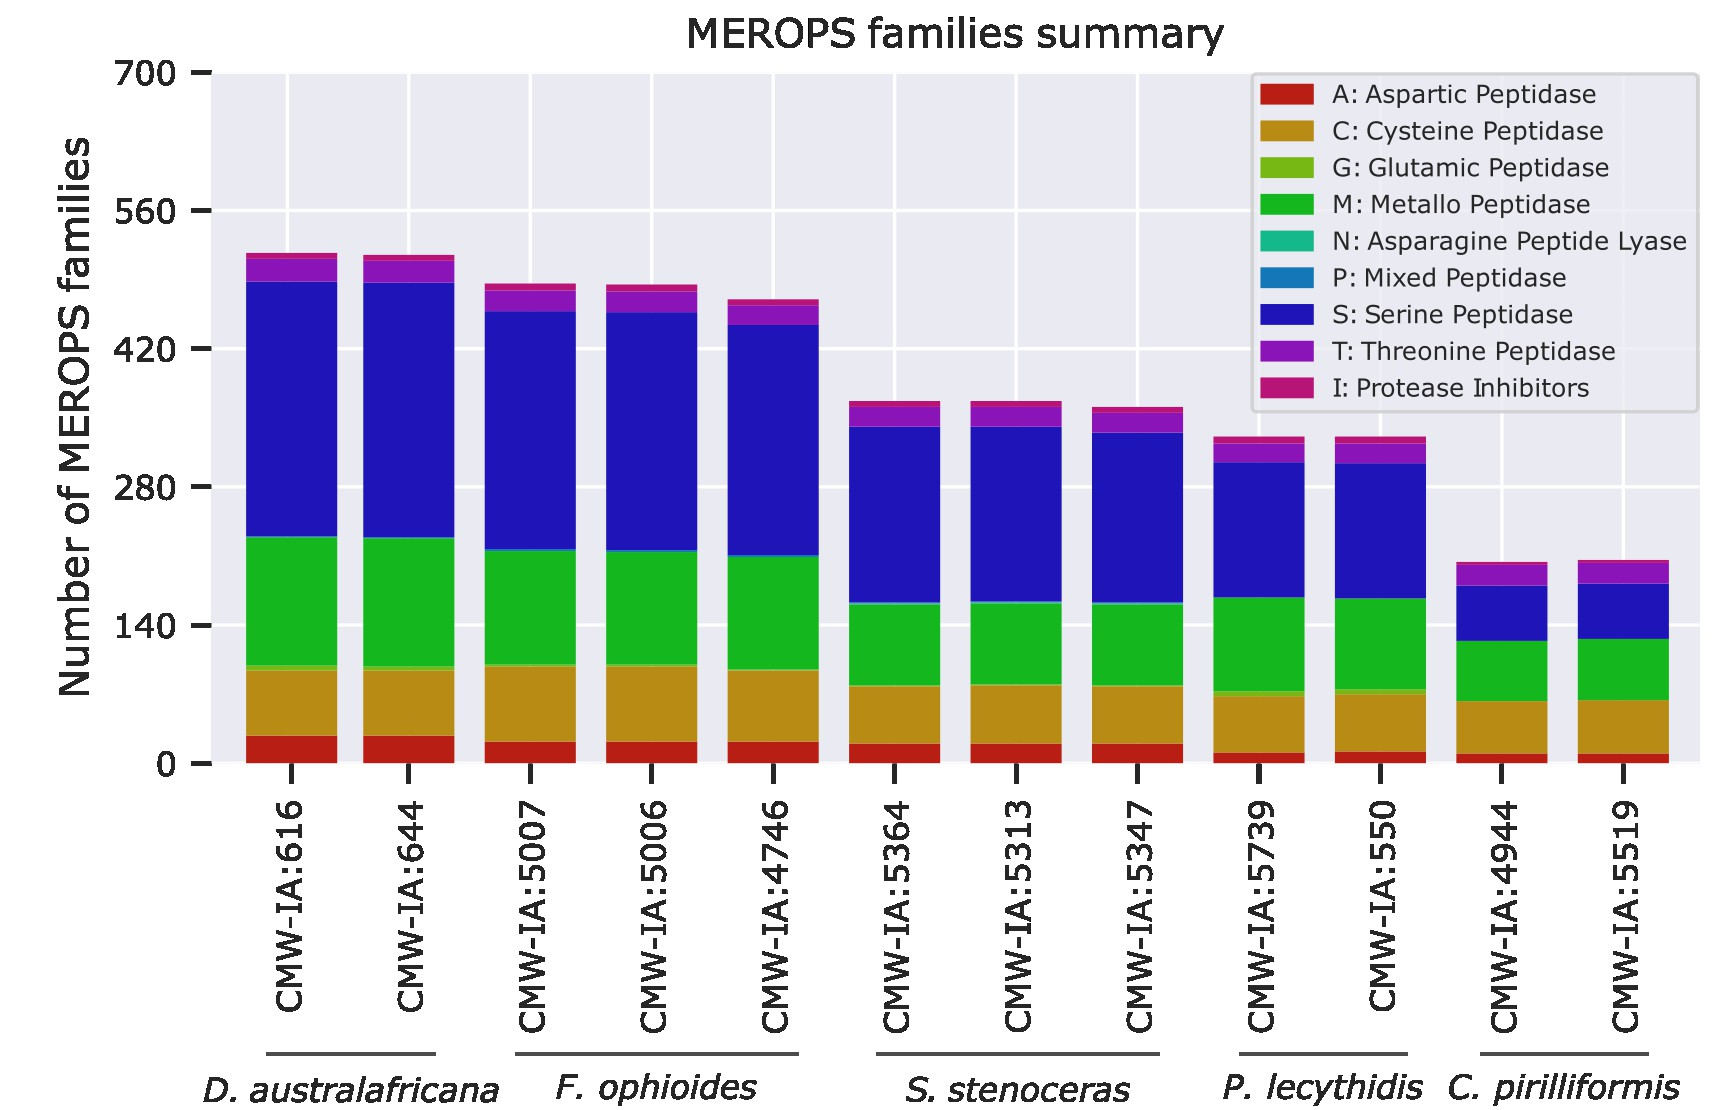 MEROPS families summary
Number of MEROPS families
700
560
420
280
140
0
A: Aspartic Peptidase
C: Cysteine Peptidase
G: Glutamic Peptidase
M: Metallo Peptidase
N: Asparagine Peptide Lyase
P: Mixed Peptidase
S: Serine Peptidase
T: Threonine Peptidase
I: Protease Inhibitors
CMW-IA:616
CMW-IA:644
CMW-IA:5007
CMW-IA:5006
CMW-IA:4746
CMW-IA:5364
CMW-IA:5313
CMW-IA:5347
CMW-IA:5739
CMW-IA:550
CMW-IA:4944
CMW-IA:5519
D. australafricana
F. ophioides
S. stenoceras
P. lecythidis
C. pirilliformis